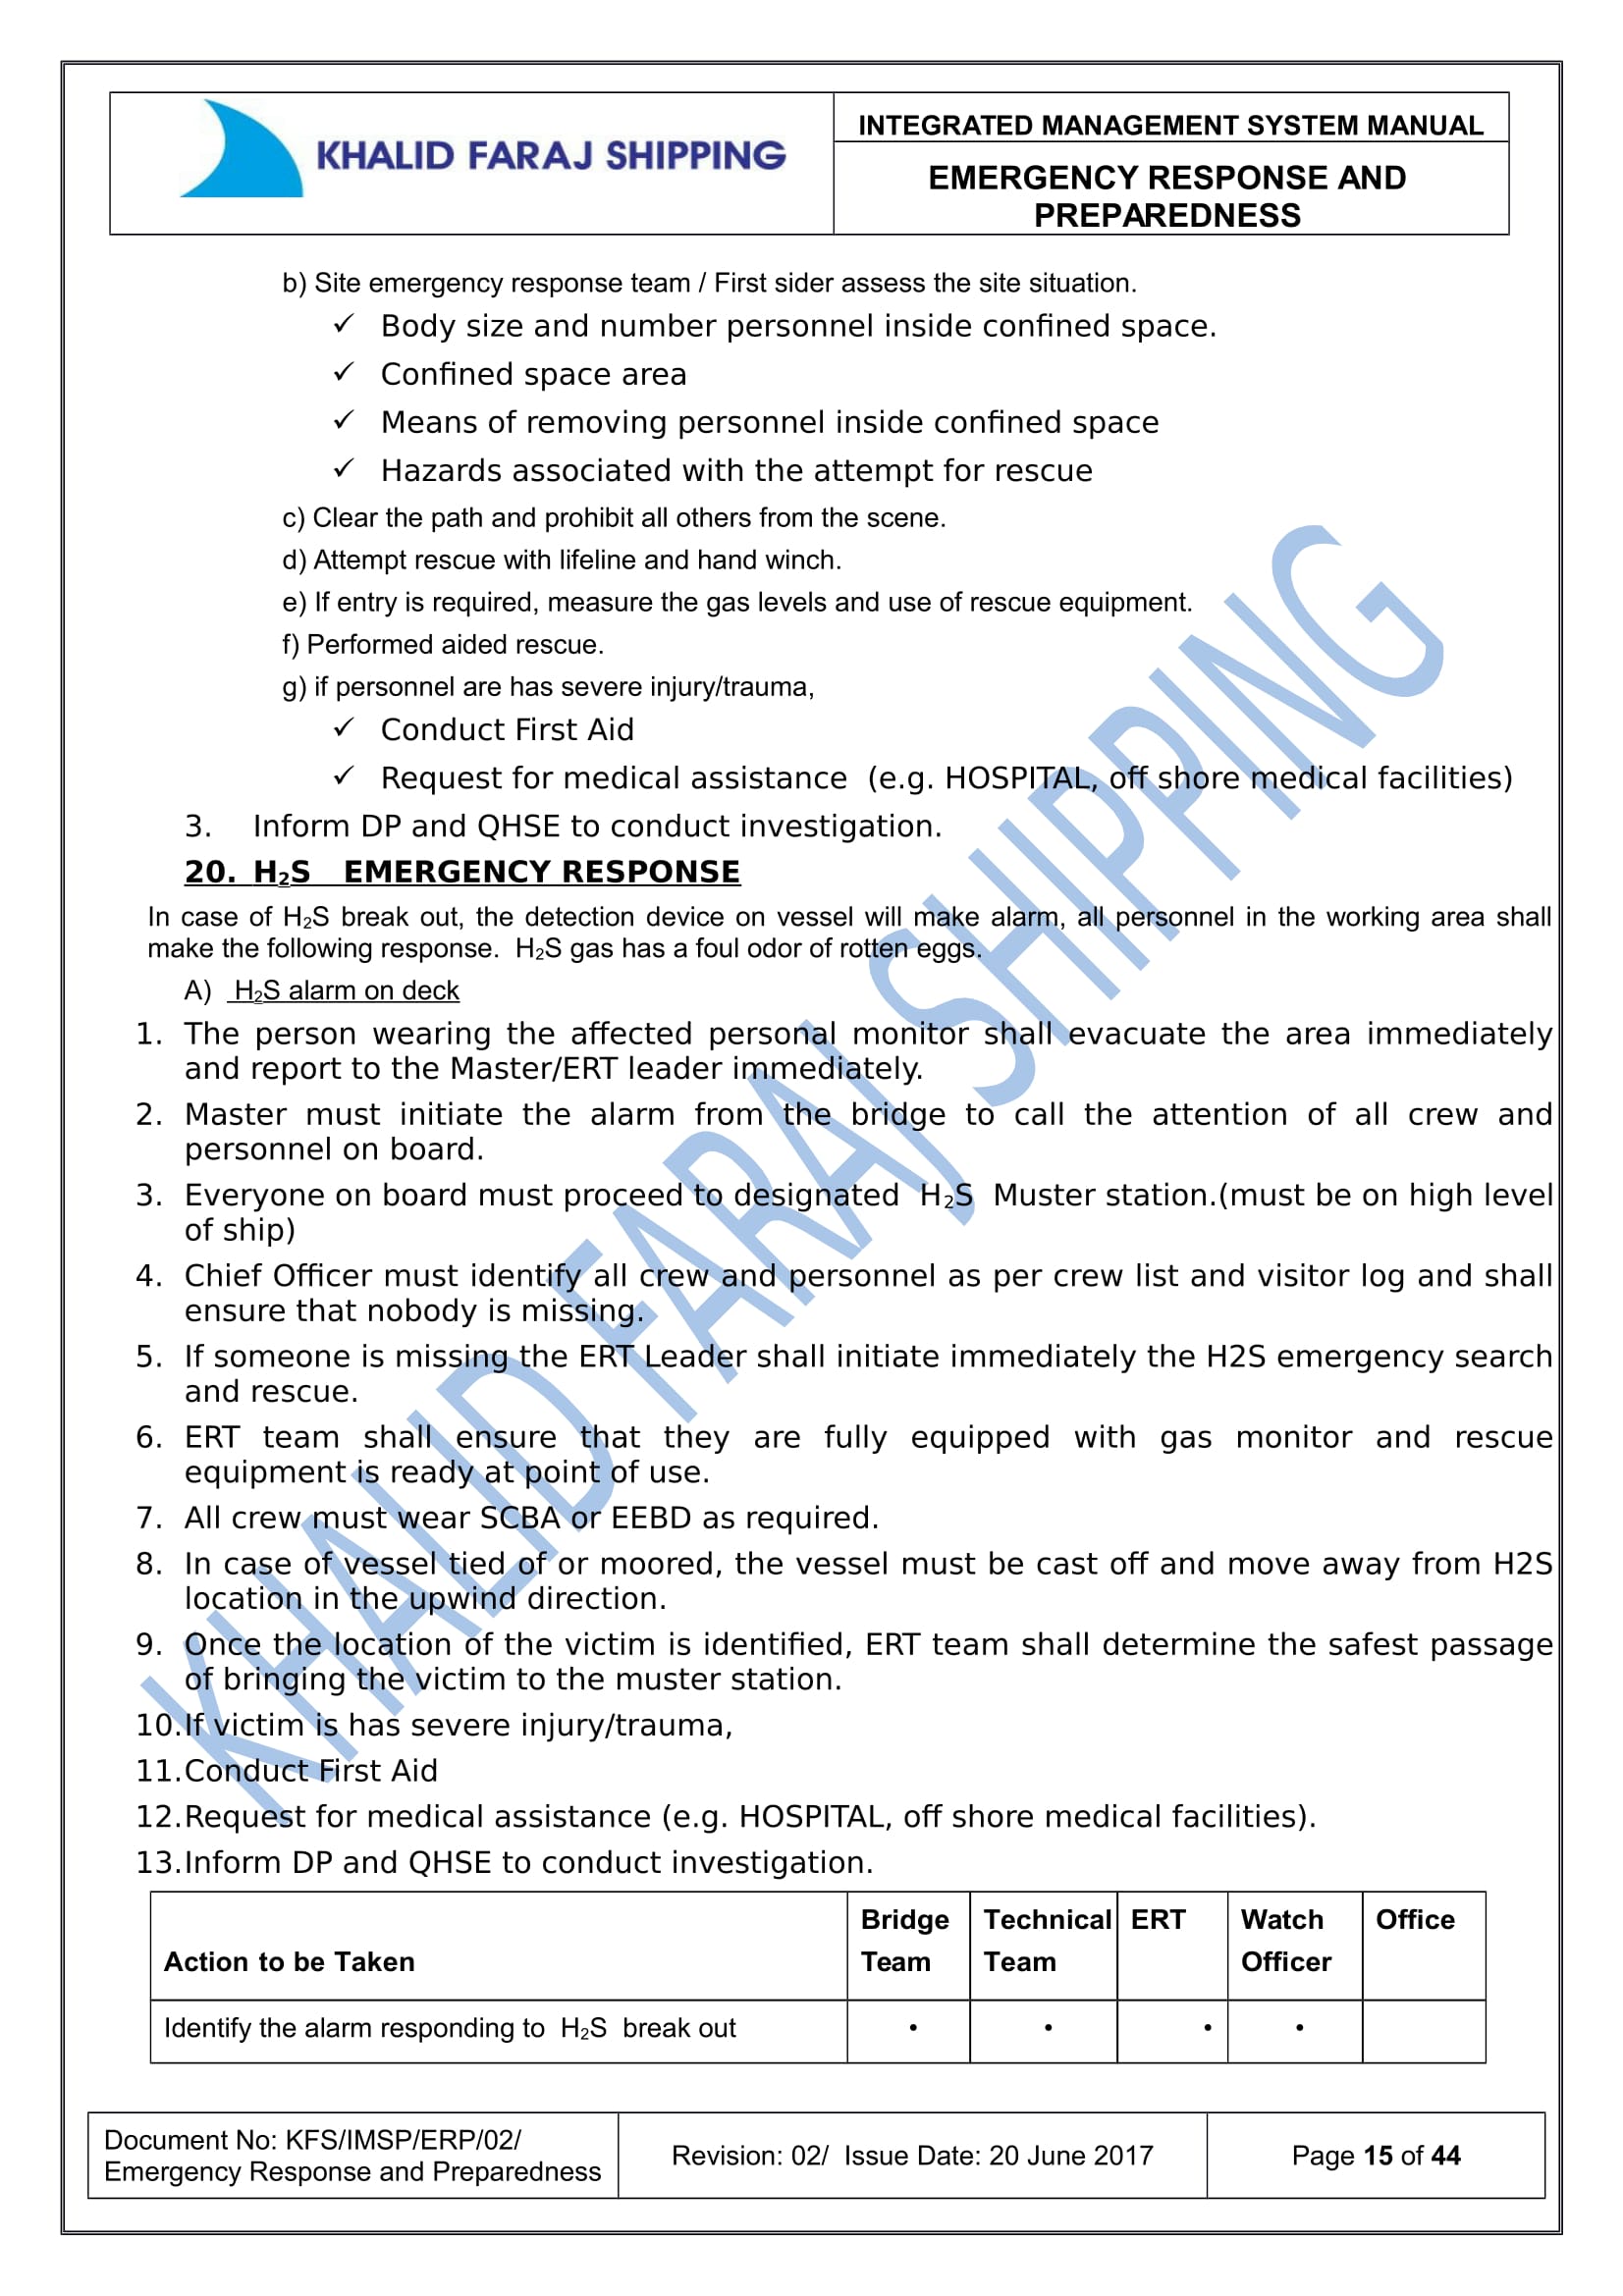 KHALID FARAJ SHIPPING
INTEGRATED MANAGEMENT SYSTEM MANUAL
EMERGENCY RESPONSE AND
PREPAREDNESS
b) Site emergency response team / First sider assess the site situation.
✓ Body size and number personnel inside confined space.
✓ Confined space area
✓ Means of removing personnel inside confined space
✓ Hazards associated with the attempt for rescue
c) Clear the path and prohibit all others from the scene.
d) Attempt rescue with lifeline and hand winch.
e) If entry is required, measure the gas levels and use of rescue equipment.
f) Performed aided rescue.
g) if personnel are has severe injury/trauma,
✓ Conduct First Aid
✓ Request for medical assistance (e.g. HOSPITAL, off shore medical facilities)
3. Inform DP and QHSE to conduct investigation.
20. H₂S EMERGENCY RESPONSE
In case of H₂S break out, the detection device on vessel will make alarm, all personnel in the working area shall
make the following response. H₂S gas has a foul odor of rotten eggs.
A) H₂S alarm on deck
1. The person wearing the affected personal monitor shall evacuate the area immediately
and report to the Master/ERT leader immediately.
2. Master must initiate the alarm from the bridge to call the attention of all crew and
personnel on board.
3. Everyone on board must proceed to designated H₂S Muster station.(must be on high level
of ship)
4. Chief Officer must identify all crew and personnel as per crew list and visitor log and shall
ensure that nobody is missing.
5. If someone is missing the ERT Leader shall initiate immediately the H2S emergency search
and rescue.
6. ERT team shall ensure that they are fully equipped with gas monitor and rescue
equipment is ready at point of use.
7. All crew must wear SCBA or EEBD as required.
8. In case of vessel tied of or moored, the vessel must be cast off and move away from H2S
location in the upwind direction.
9. Once the location of the victim is identified, ERT team shall determine the safest passage
of bringing the victim to the muster station.
10. If victim is has severe injury/trauma,
11. Conduct First Aid
12. Request for medical assistance (e.g. HOSPITAL, off shore medical facilities).
13. Inform DP and QHSE to conduct investigation.
Action to be Taken
Bridge
Team
Technical
Team
ERT
Watch
Officer
Office
Identify the alarm responding to H₂S break out • • • •
KHALID FARAJ SHIPPING
Document No: KFS/IMSP/ERP/02/
Emergency Response and Preparedness
Revision: 02/ Issue Date: 20 June 2017
Page 15 of 44